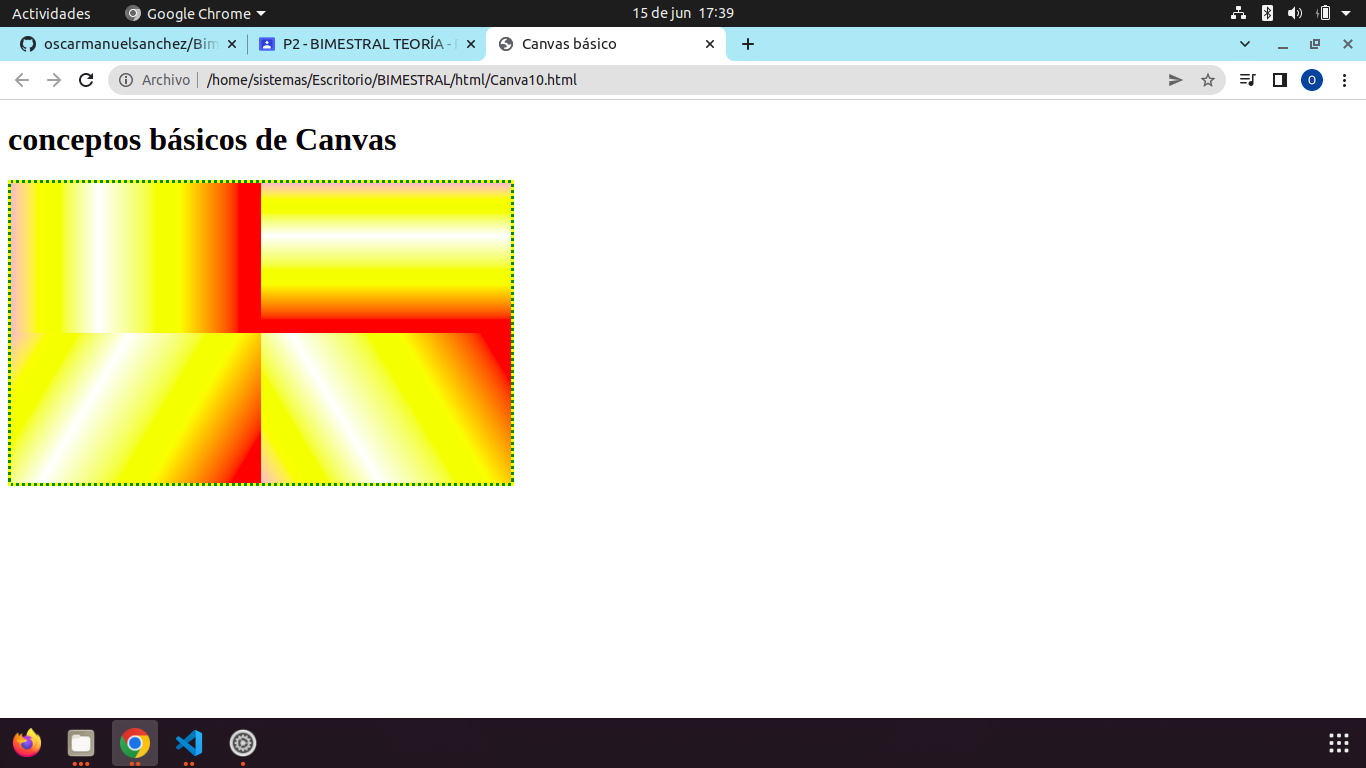 Actividades
Google Chrome
15 de jun 17:39
oscarmanuelsanchez/Bim
P2 - BIMESTRAL TEORÍA -
Canvas básico
Archivo
/home/sistemas/Escritorio/BIMESTRAL/html/Canva10.html
O
conceptos básicos de Canvas